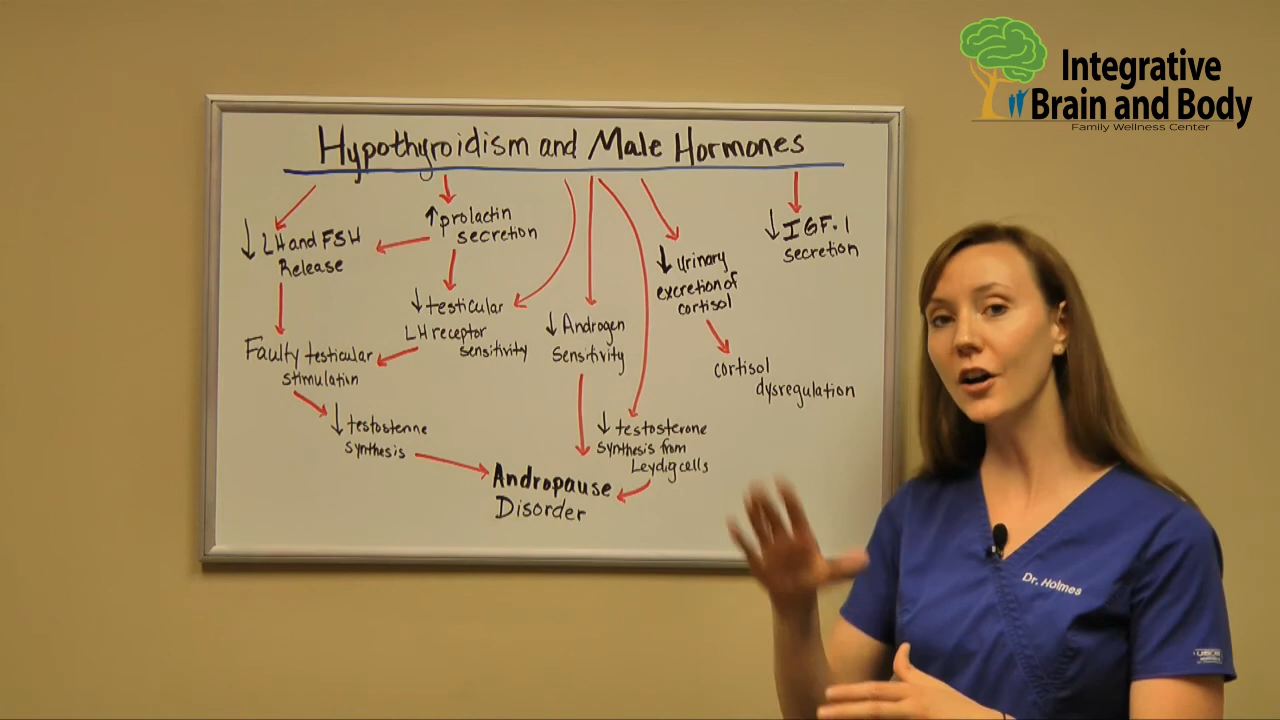 Integrative
Brain and Body
Family Wellness Center
Hypothyroidism and Male Hormones
↓ LH and FSH
Release
↑ prolactin
secretion
↓ IGF-1
secretion
↓ urinary
excretion of
cortisol
↓ testicular
LH receptor
sensitivity
↓ Androgen
sensitivity
Faulty testicular
stimulation
cortisol
dysregulation
↓ testosterone
synthesis
↓ testosterone
synthesis from
Leydig cells
Andropause
Disorder
Dr. Holmes